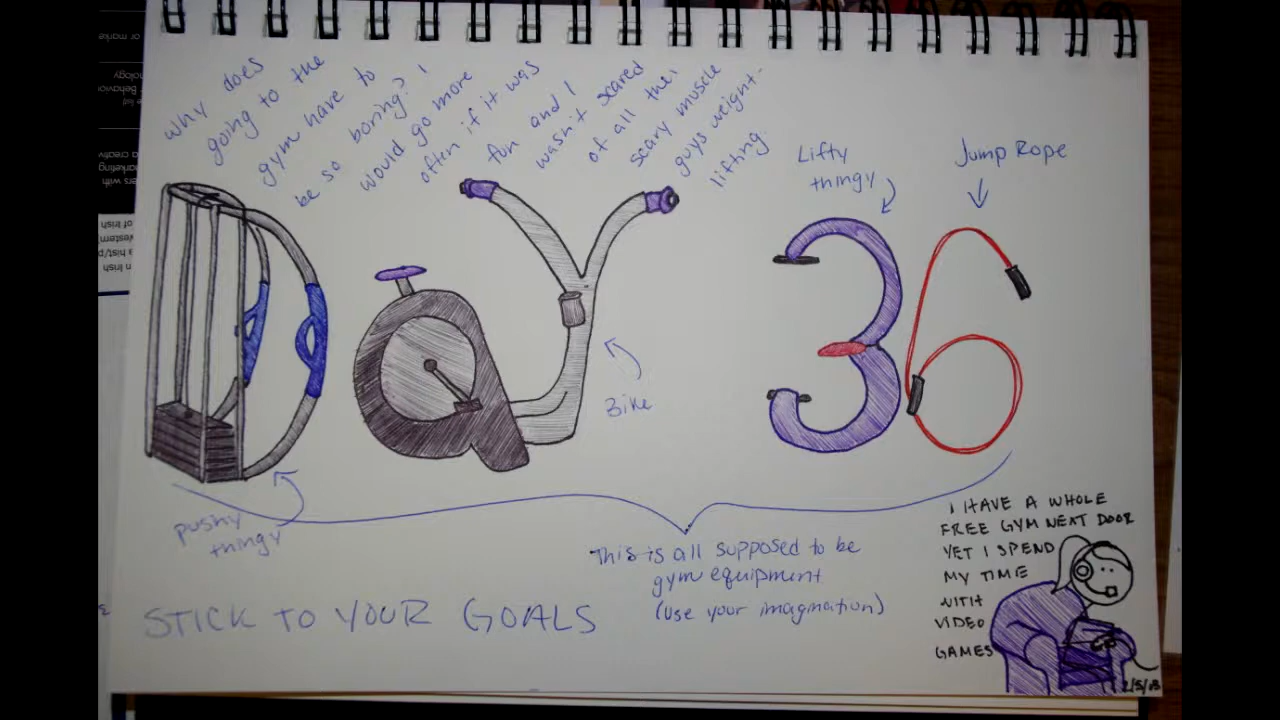 Why does
going to the
gym have to
be so boring? I
would go more
often if it was
fun and I
wasn't scared
of all the
scary muscle
guys weight-
lifting.
Lifty
thingy
Jump Rope
Day 36
Bike
pushy
thingy
This is all supposed to be
gym equipment
(use your imagination)
STICK TO YOUR GOALS
I HAVE A WHOLE
FREE GYM NEXT DOOR
YET I SPEND
MY TIME
WITH
VIDEO
GAMES